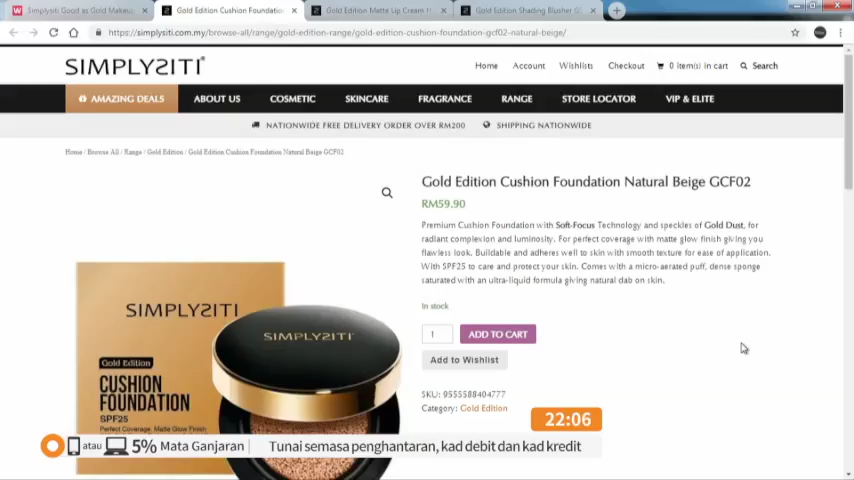 Simplysiti Good as Gold Makeu
Gold Edition Cushion Foundatio
Gold Edition Matte Lip Cream
Gold Edition Shading Blusher
https://simplysiti.com.my/browse-all/range/gold-edition-range/gold-edition-cushion-foundation-gcf02-natural-beige/
SIMPLYSITI
Home Account Wishlists Checkout 0 item(s) in cart Search
AMAZING DEALS ABOUT US COSMETIC SKINCARE FRAGRANCE RANGE STORE LOCATOR VIP & ELITE
NATIONWIDE FREE DELIVERY ORDER OVER RM200 SHIPPING NATIONWIDE
Home / Browse All / Range / Gold Edition / Gold Edition Cushion Foundation Natural Beige GCF02
Gold Edition Cushion Foundation Natural Beige GCF02
RM59.90
Premium Cushion Foundation with Soft-Focus Technology and speckles of Gold Dust, for
radiant complexion and luminosity. For perfect coverage with matte glow finish giving you
flawless look. Buildable and adheres well to skin with smooth texture for ease of application.
With SPF25 to care and protect your skin. Comes with a micro-aerated puff, dense sponge
saturated with an ultra-liquid formula giving natural dab on skin.
In stock
1 ADD TO CART
Add to Wishlist
SKU: 9555588404777
Category: Gold Edition
SIMPLYSITI
Gold Edition
CUSHION
FOUNDATION
SPF25
Perfect Coverage, Matte Glow Finish
SIMPLYSITI
22:06
atau 5% Mata Ganjaran Tunai semasa penghantaran, kad debit dan kad kredit